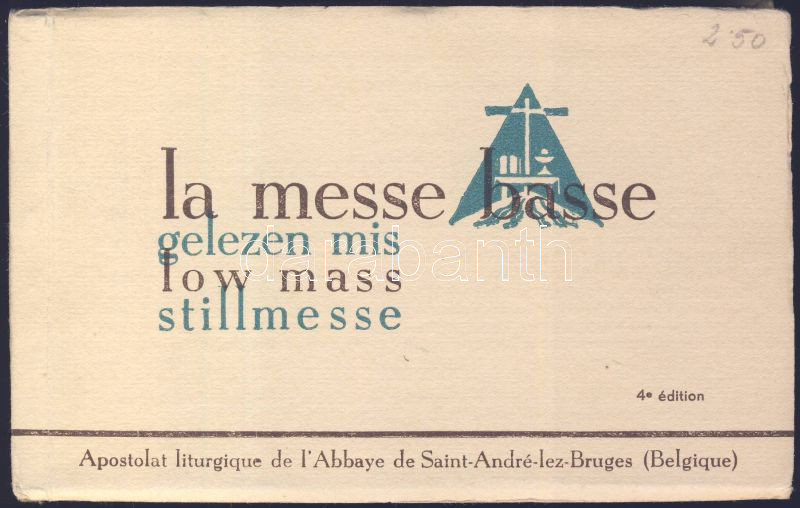 2.50
la messe basse
gelezen mis
low mass
stillmesse
darabanth
4e édition
Apostolat liturgique de l'Abbaye de Saint-André-lez-Bruges (Belgique)